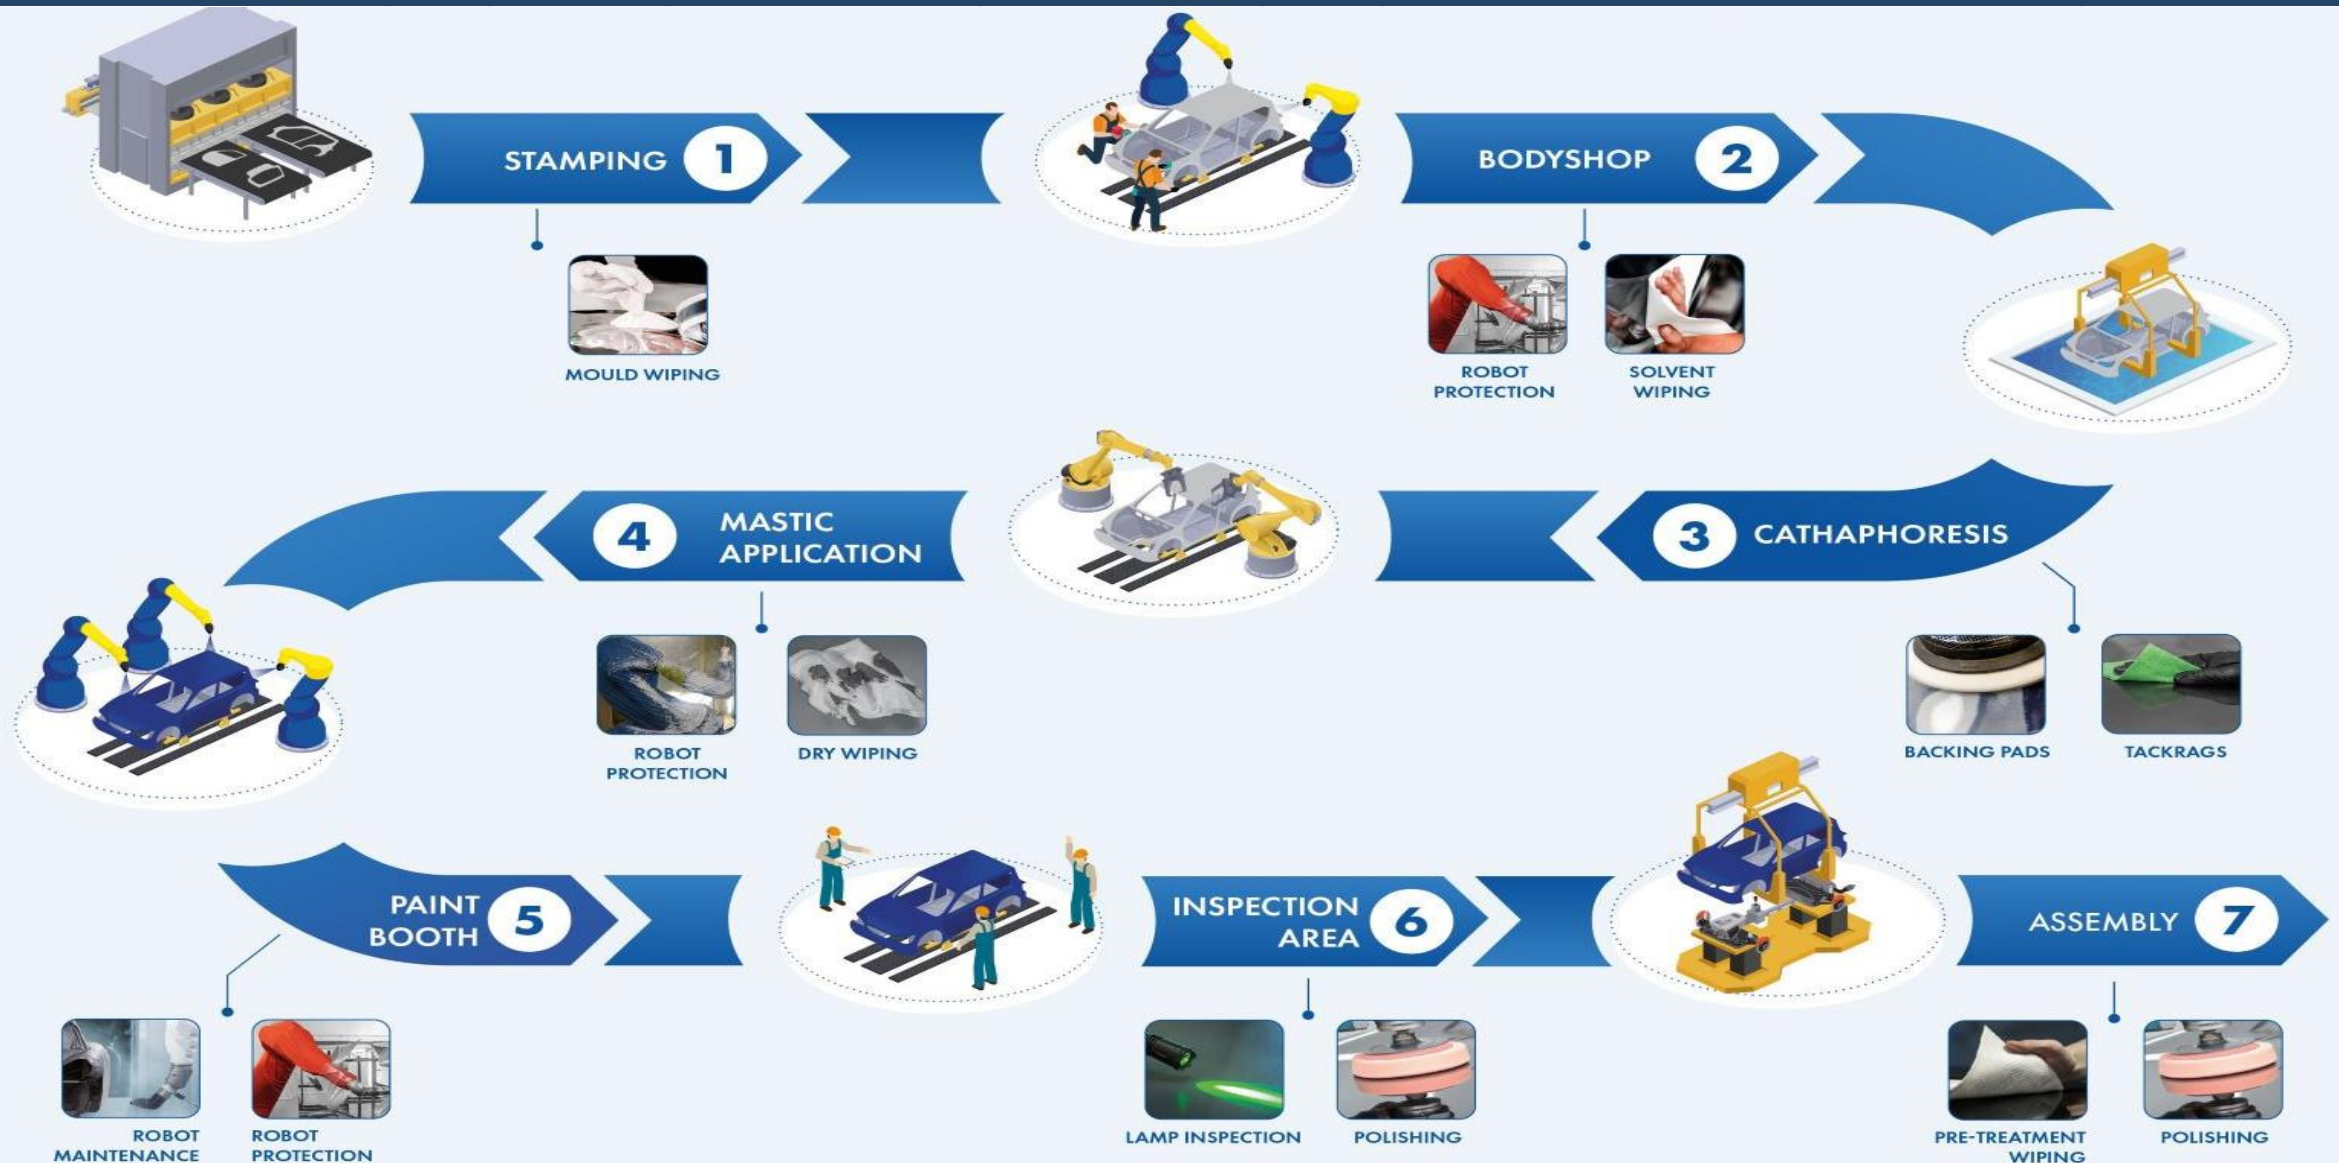 STAMPING 1
MOULD WIPING
BODYSHOP 2
ROBOT
PROTECTION
SOLVENT
WIPING
3 CATHAPHORESIS
BACKING PADS
TACKRAGS
4 MASTIC
APPLICATION
ROBOT
PROTECTION
DRY WIPING
PAINT
BOOTH 5
ROBOT
MAINTENANCE
ROBOT
PROTECTION
INSPECTION
AREA 6
LAMP INSPECTION
POLISHING
ASSEMBLY 7
PRE-TREATMENT
WIPING
POLISHING